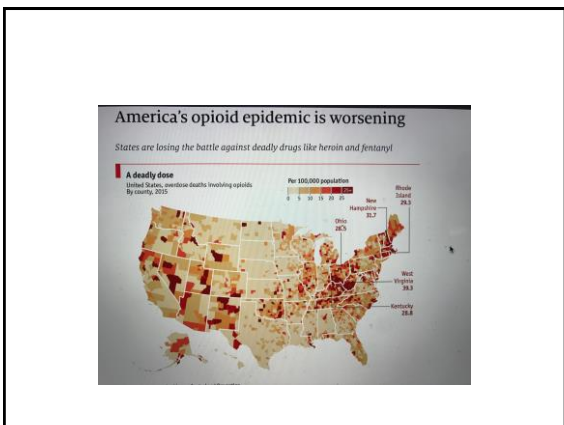 America's opioid epidemic is worsening
States are losing the battle against deadly drugs like heroin and fentanyl
A deadly dose
United States, overdose deaths involving opioids
By county, 2015
Per 100,000 population
0 5 10 15 20 25
Rhode
Island
New
Hampshire
31.7
Ohio
West
Virginia
Kentucky